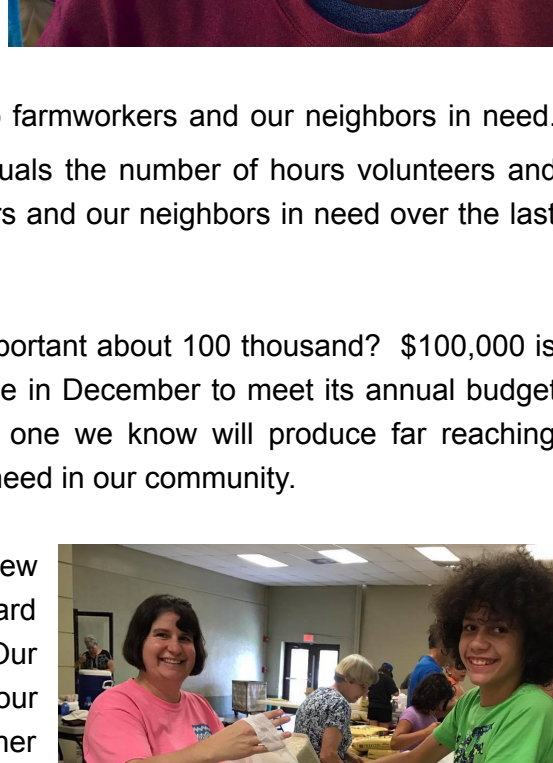 farmworkers and our neighbors in need.
uals the number of hours volunteers and
rs and our neighbors in need over the last
portant about 100 thousand? $100,000 is
e in December to meet its annual budget
one we know will produce far reaching
need in our community.
ew
ard
Our
our